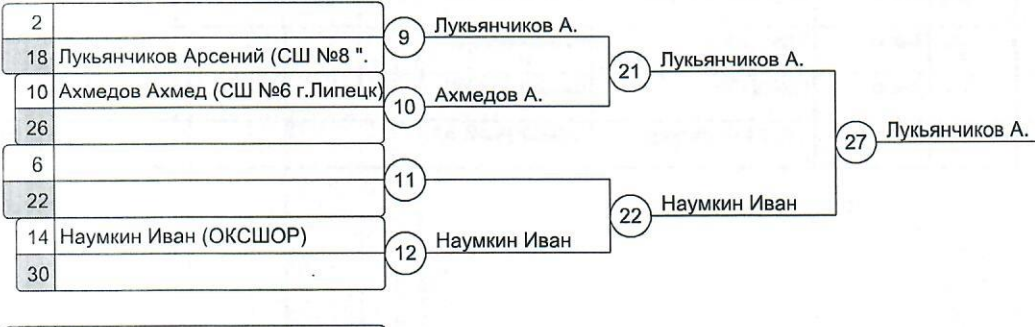 2
9
Лукьянчиков А.
18 Лукьянчиков Арсений (СШ №8 ".
21
Лукьянчиков А.
10 Ахмедов Ахмед (СШ №6 г.Липецк)
10
Ахмедов А.
26
27
Лукьянчиков А.
6
11
22
22
Наумкин Иван
14 Наумкин Иван (ОКСШОР)
12
Наумкин Иван
30